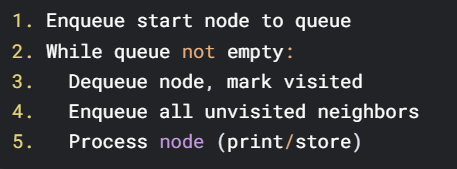 1. Enqueue start node to queue
2. While queue not empty:
3.   Dequeue node, mark visited
4.   Enqueue all unvisited neighbors
5.   Process node (print/store)